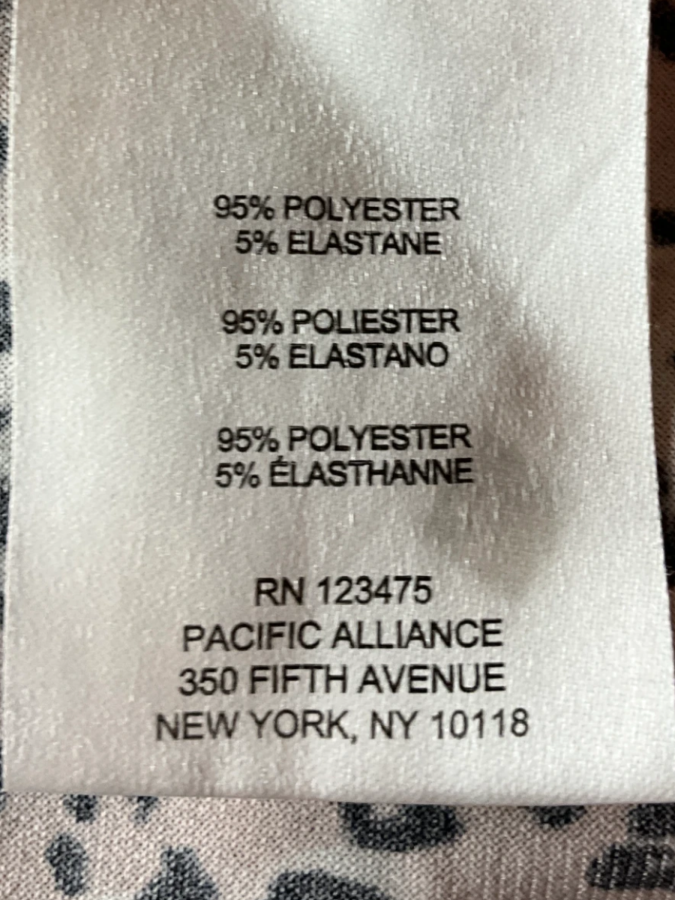 95% POLYESTER
5% ELASTANE
95% POLIESTER
5% ELASTANO
95% POLYESTER
5% ÉLASTHANNE
RN 123475
PACIFIC ALLIANCE
350 FIFTH AVENUE
NEW YORK, NY 10118